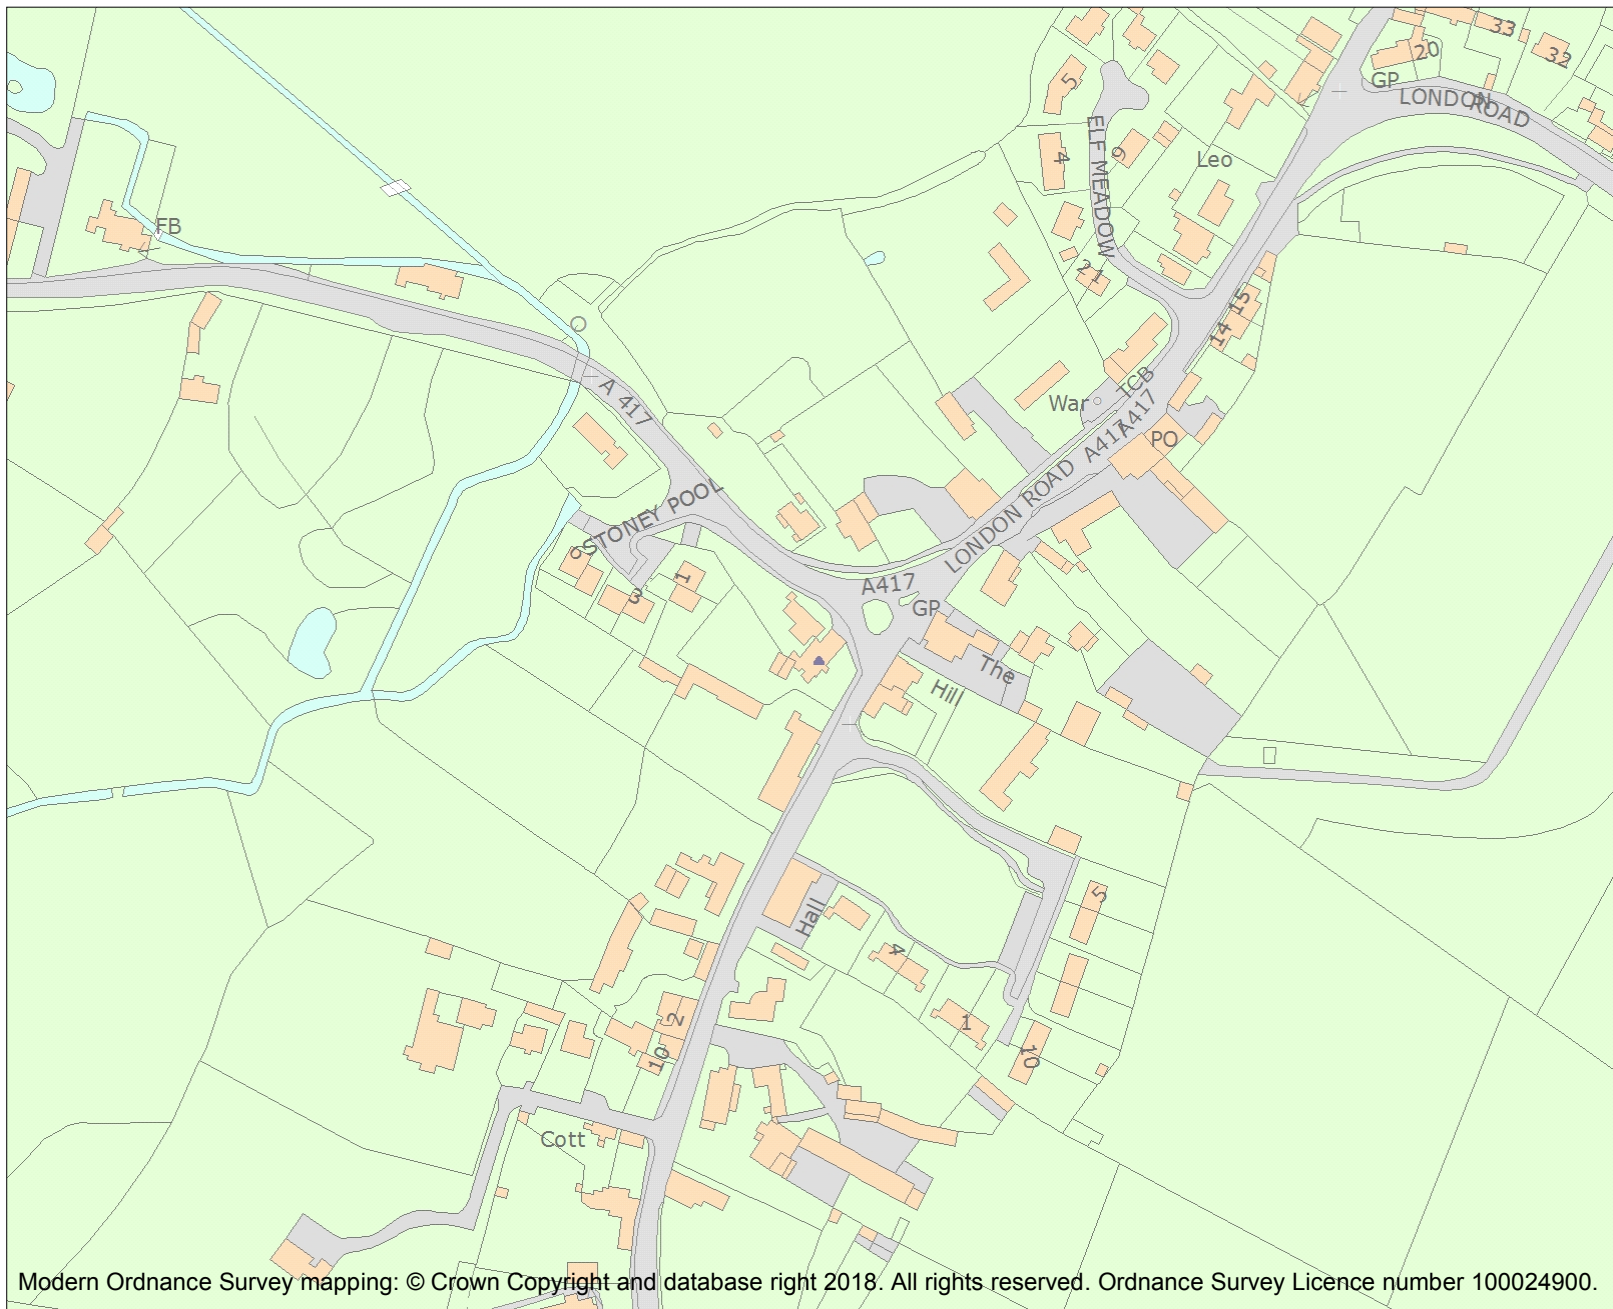 33
20
32
GP
LONDON ROAD
5
ELF MEADOW
4
9
Leo
FB
21
15
14
TCB
War
A417
A417
A 417
PO
LONDON ROAD
STONEY POOL
6
1
3
A417
GP
The
Hill
5
Hall
4
1
2
10
10
Cott
Modern Ordnance Survey mapping: © Crown Copyright and database right 2018. All rights reserved. Ordnance Survey Licence number 100024900.